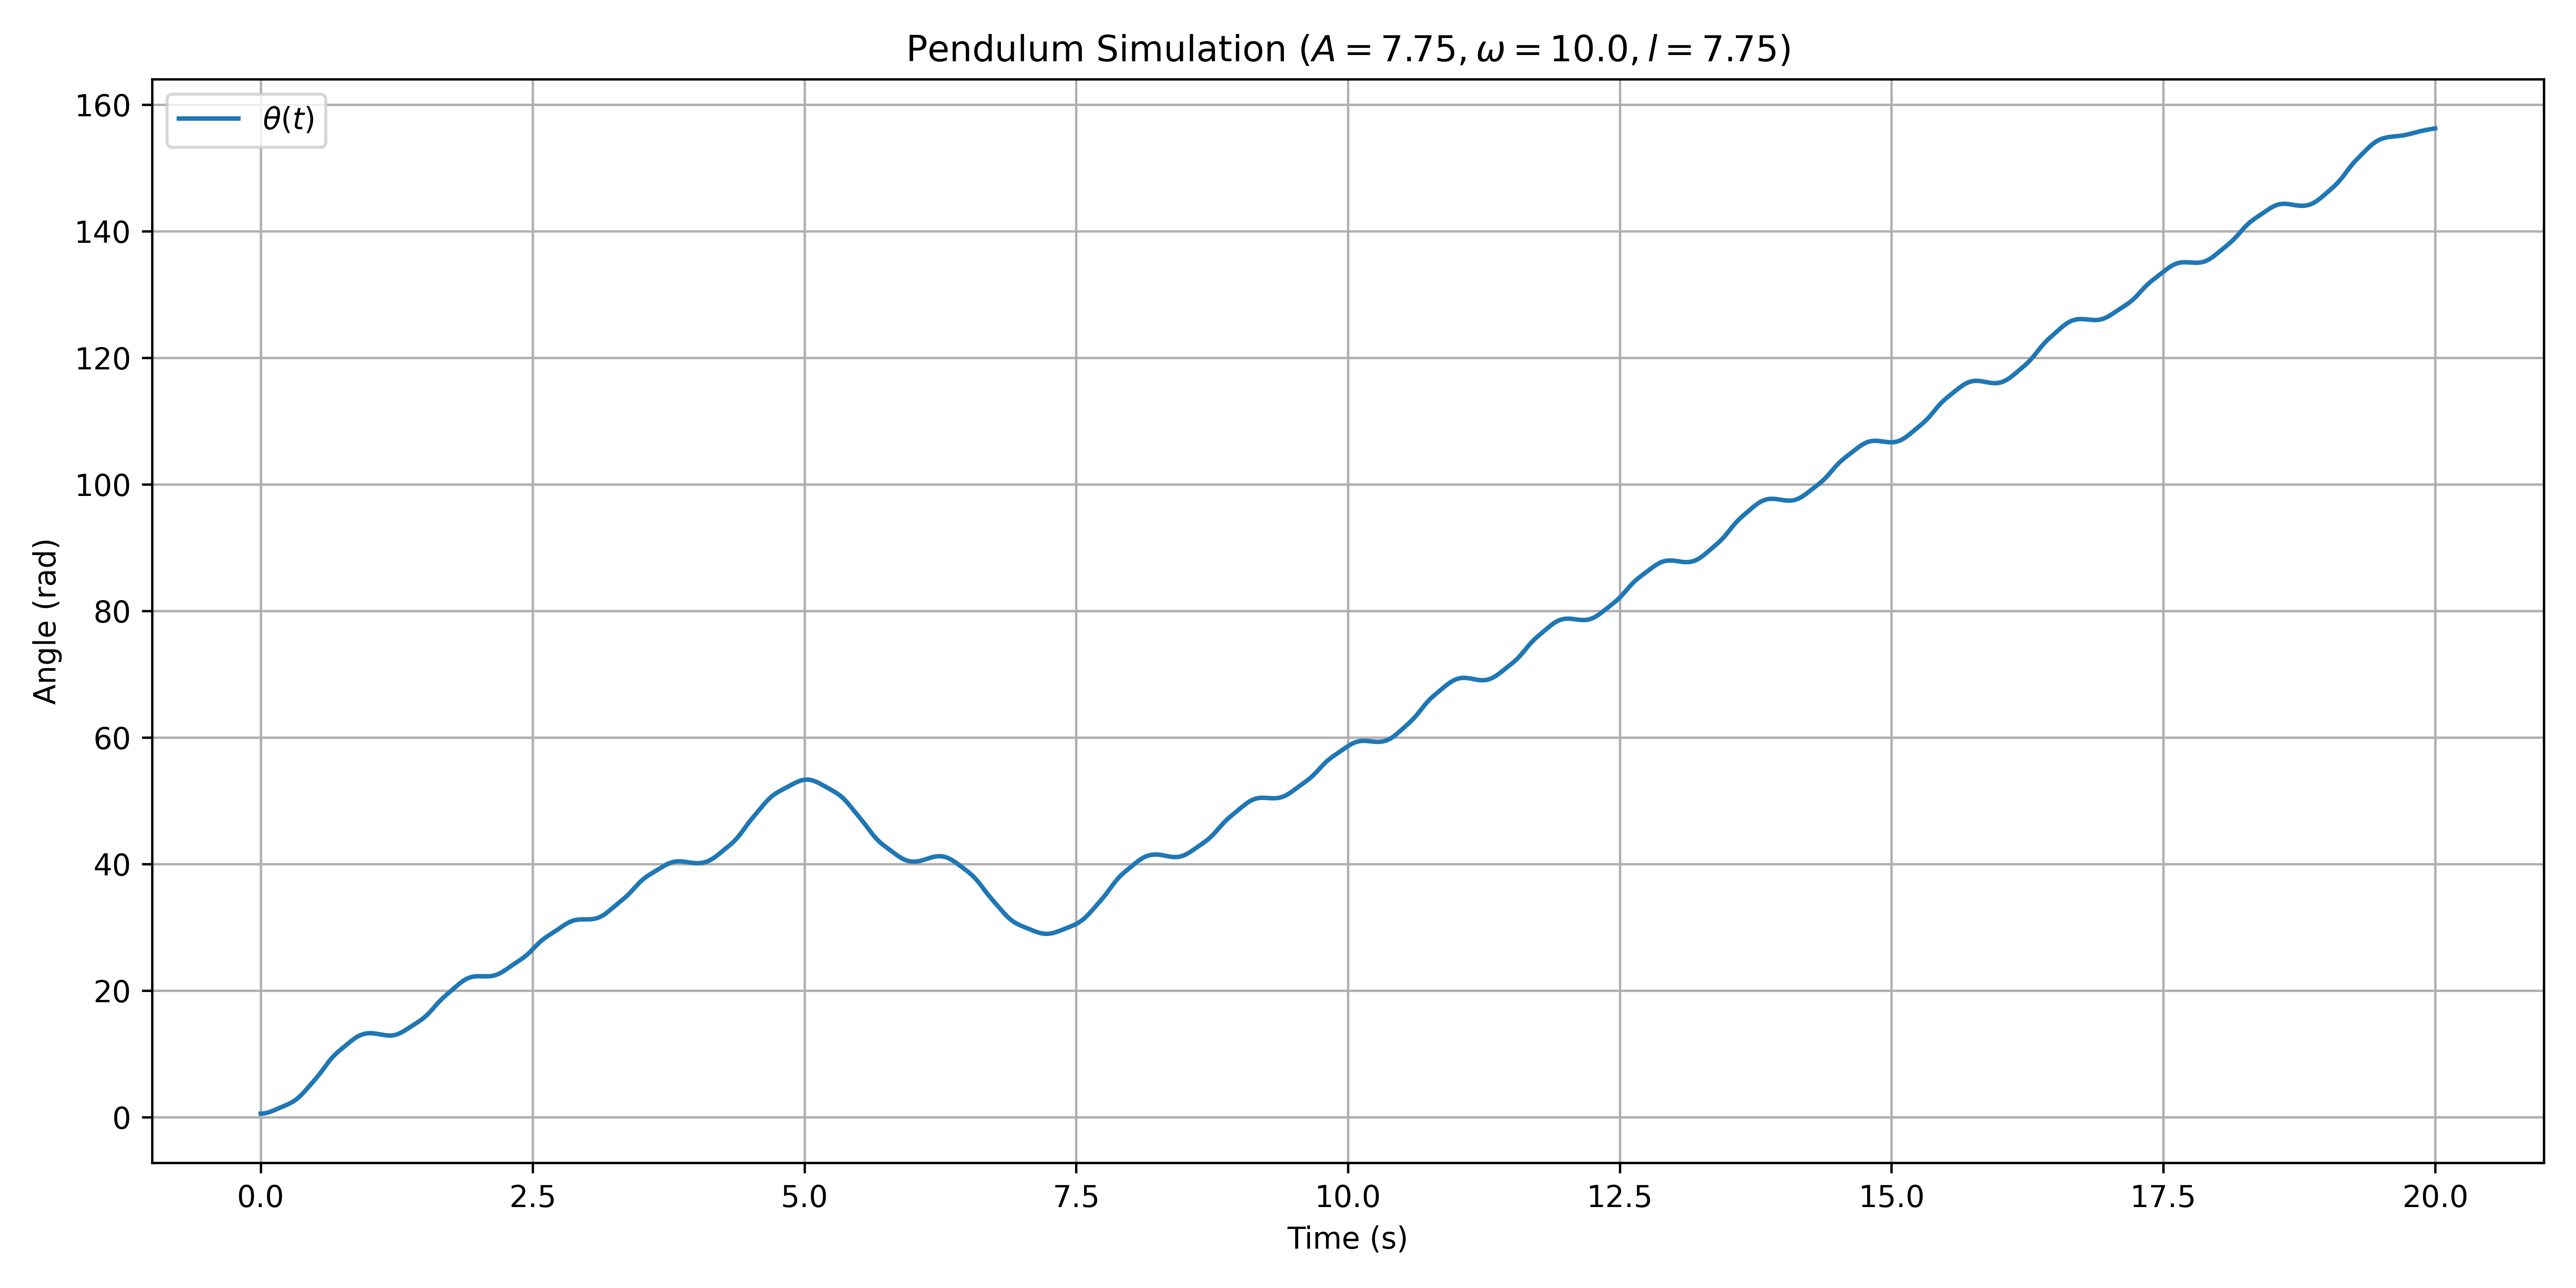 Pendulum Simulation (A = 7.75, ω = 10.0, l = 7.75)
θ(t)
160
140
120
100
80
60
40
20
0
Angle (rad)
0.0 2.5 5.0 7.5 10.0 12.5 15.0 17.5 20.0
Time (s)